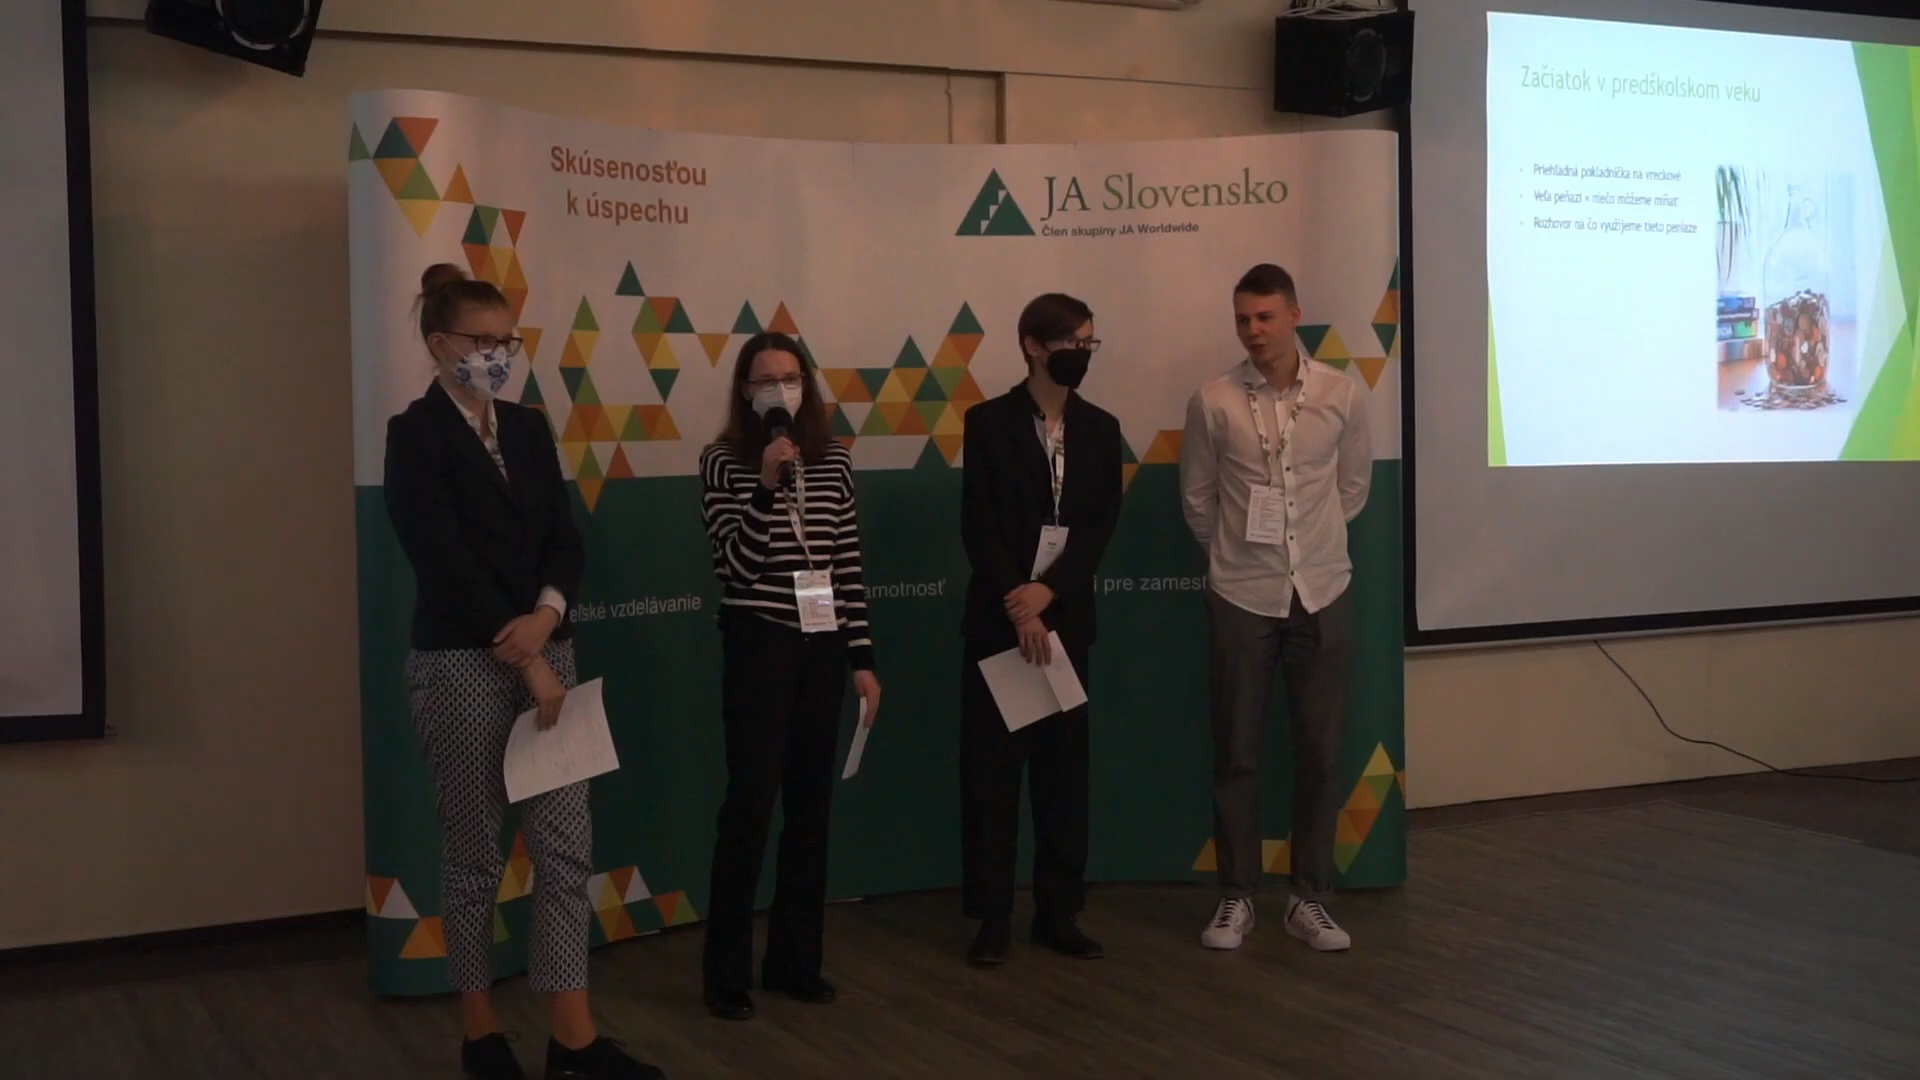 Skúsenosťou
k úspechu
JA Slovensko
Člen skupiny JA Worldwide
eľské vzdelávanie
amotnosť
i pre zamest
Začiatok v predškolskom veku
Priehľadná pokladnička na vreckové
Veľa peňazí = niečo môžeme míňať
Rozhovor na čo využijeme tieto peniaze